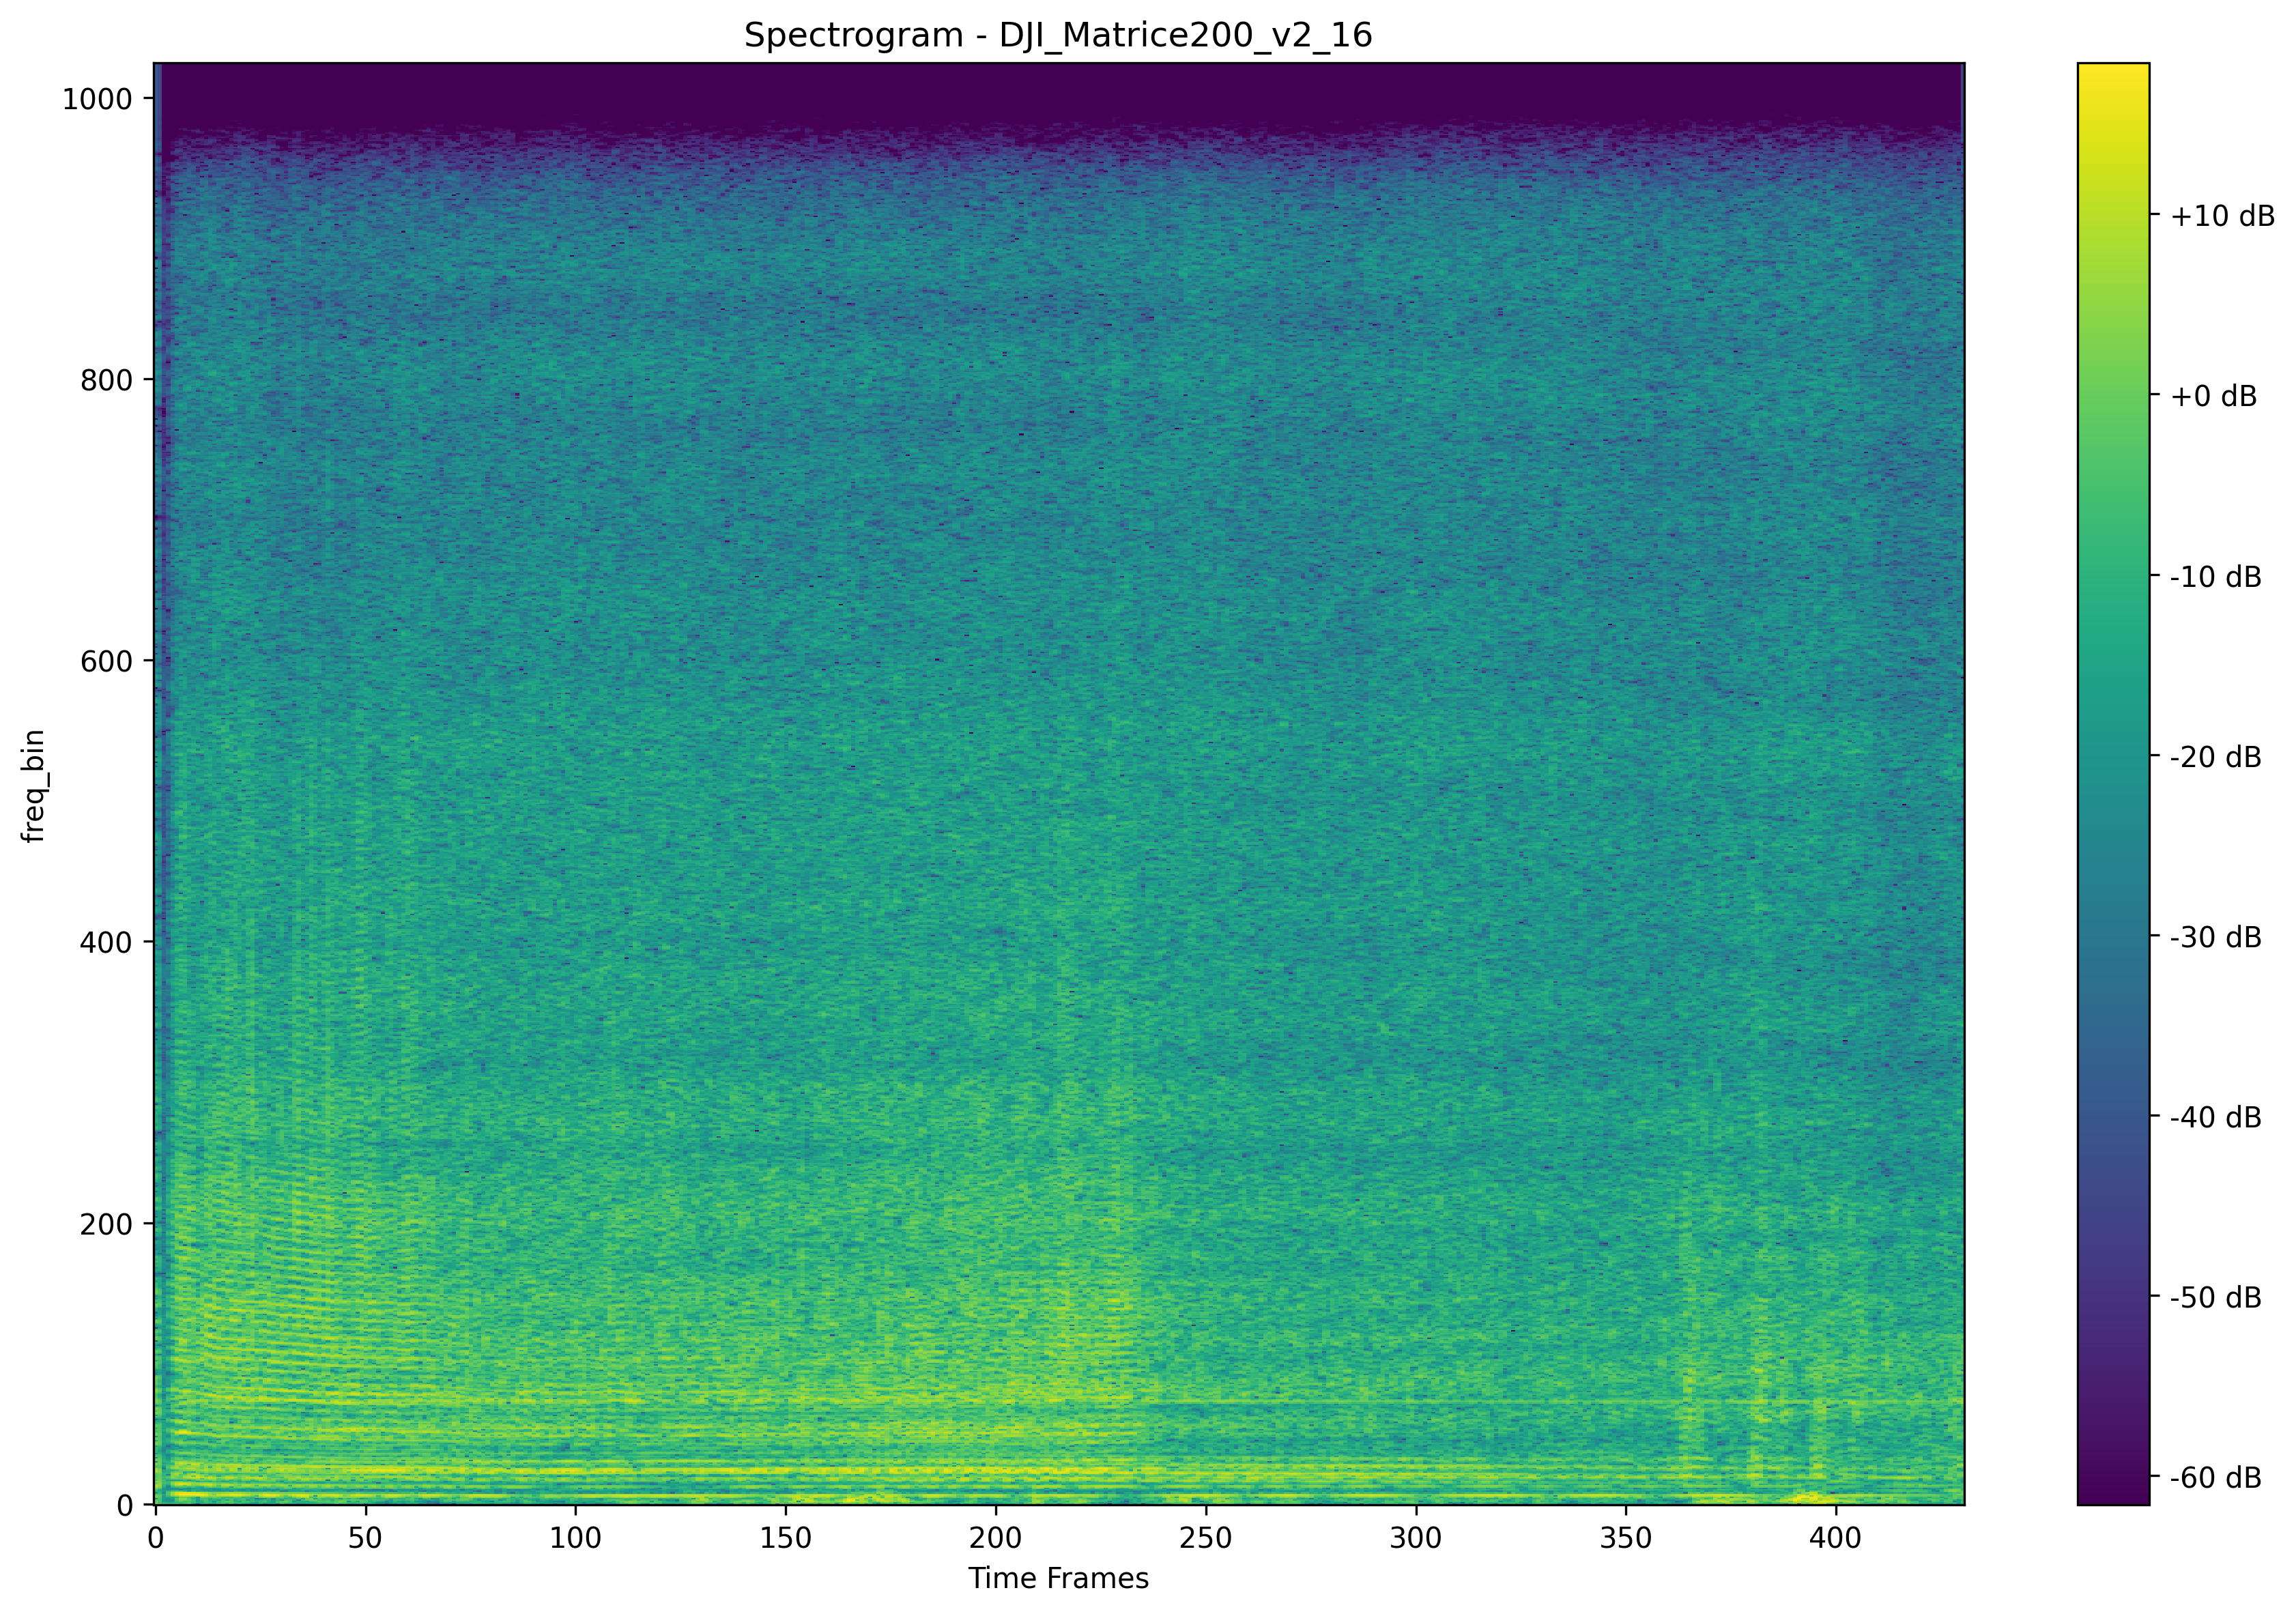 Spectrogram - DJI_Matrice200_v2_16
1000
800
600
400
200
0
freq_bin
0 50 100 150 200 250 300 350 400
Time Frames
+10 dB
+0 dB
-10 dB
-20 dB
-30 dB
-40 dB
-50 dB
-60 dB